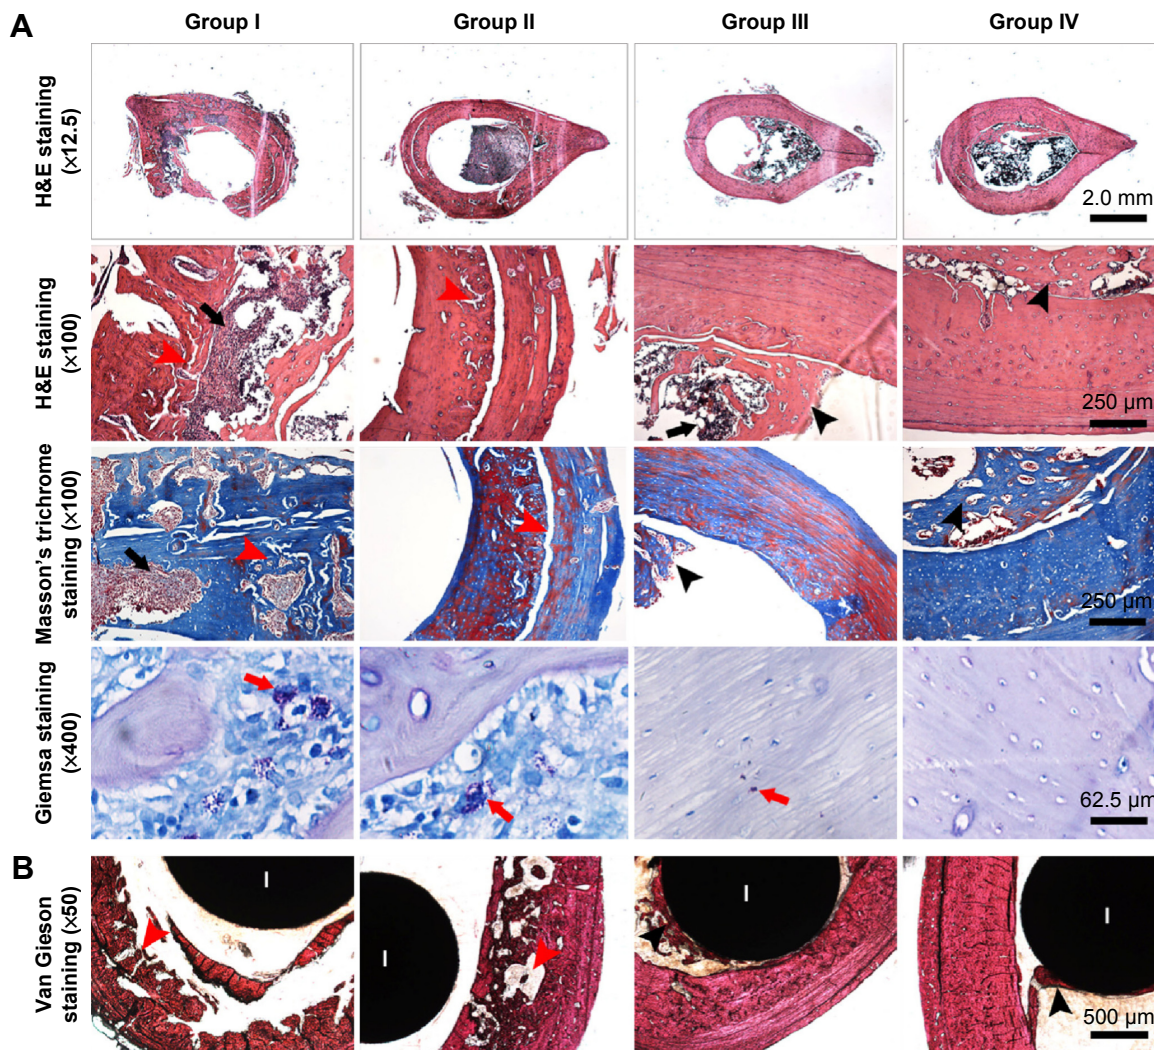 A
Group I
Group II
Group III
Group IV
H&E staining
(×12.5)
2.0 mm
H&E staining
(×100)
250 µm
Masson's trichrome
staining (×100)
250 µm
Giemsa staining
(×400)
62.5 µm
B
Van Gieson
staining (×50)
I
I
I
I
500 µm